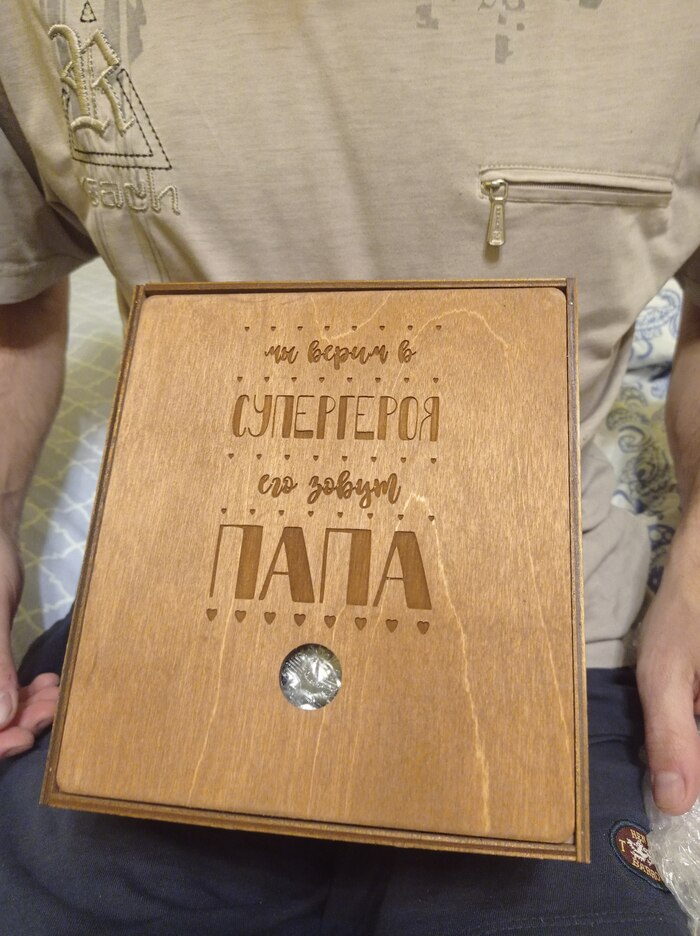 R
мы верим в
СУПЕРГЕРОЯ
его зовут
ПАПА